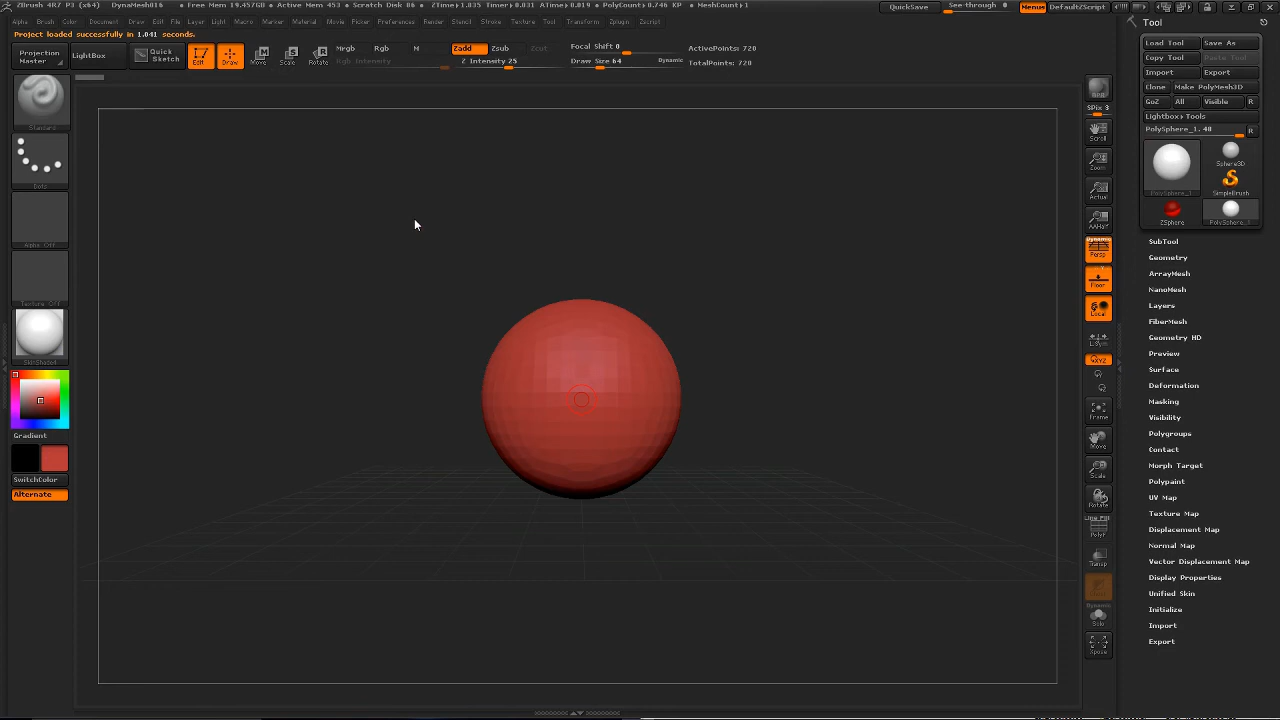 ZBrush 4R7 P3 (x64) DynaMesh016 • Free Mem 19.457GB • Active Mem 453 • Scratch Disk 86 • ZTime▸1.035 Timer▸0.031 ATime▸0.019 • PolyCount▸0.746 KP • MeshCount▸1 QuickSave See-through 0 Menus DefaultZScript
Alpha Brush Color Document Draw Edit File Layer Light Macro Marker Material Movie Picker Preferences Render Stencil Stroke Texture Tool Transform Zplugin Zscript
Project loaded successfully in 1.041 seconds.
Projection Master
LightBox
Quick Sketch
Edit
Draw
Move
Scale
Rotate
Mrgb Rgb M Zadd Zsub Zcut
Rgb Intensity Z Intensity 25
Focal Shift 0
Draw Size 64 Dynamic
ActivePoints: 720
TotalPoints: 720
Standard
Dots
Alpha Off
Texture Off
SkinShade4
Gradient
SwitchColor
Alternate
BPR
SPix 3
Scroll
Zoom
Actual
AAHalf
Dynamic
Persp
Floor
Local
L.Sym
XYZ
Frame
Move
Scale
Rotate
Line Fill
PolyF
Transp
Dynamic
Solo
Xpose
Tool
Load Tool Save As
Copy Tool Paste Tool
Import Export
Clone Make PolyMesh3D
GoZ All Visible R
Lightbox▸Tools
PolySphere_1. 48 R
PolySphere_1
Sphere3D
SimpleBrush
ZSphere
PolySphere_1
SubTool
Geometry
ArrayMesh
NanoMesh
Layers
FiberMesh
Geometry HD
Preview
Surface
Deformation
Masking
Visibility
Polygroups
Contact
Morph Target
Polypaint
UV Map
Texture Map
Displacement Map
Normal Map
Vector Displacement Map
Display Properties
Unified Skin
Initialize
Import
Export